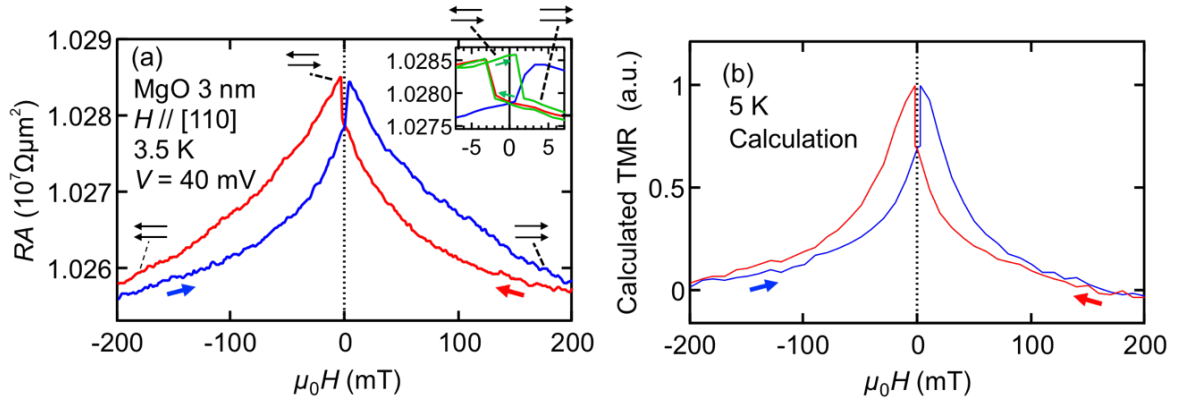 (a)
MgO 3 nm
H // [110]
3.5 K
V = 40 mV
RA (10⁷Ωμm²)
1.029
1.028
1.027
1.026
-200
-100
0
100
200
μ₀H (mT)
1.0285
1.0280
1.0275
-5
0
5
(b)
5 K
Calculation
Calculated TMR (a.u.)
1
0.5
0
-200
-100
0
100
200
μ₀H (mT)